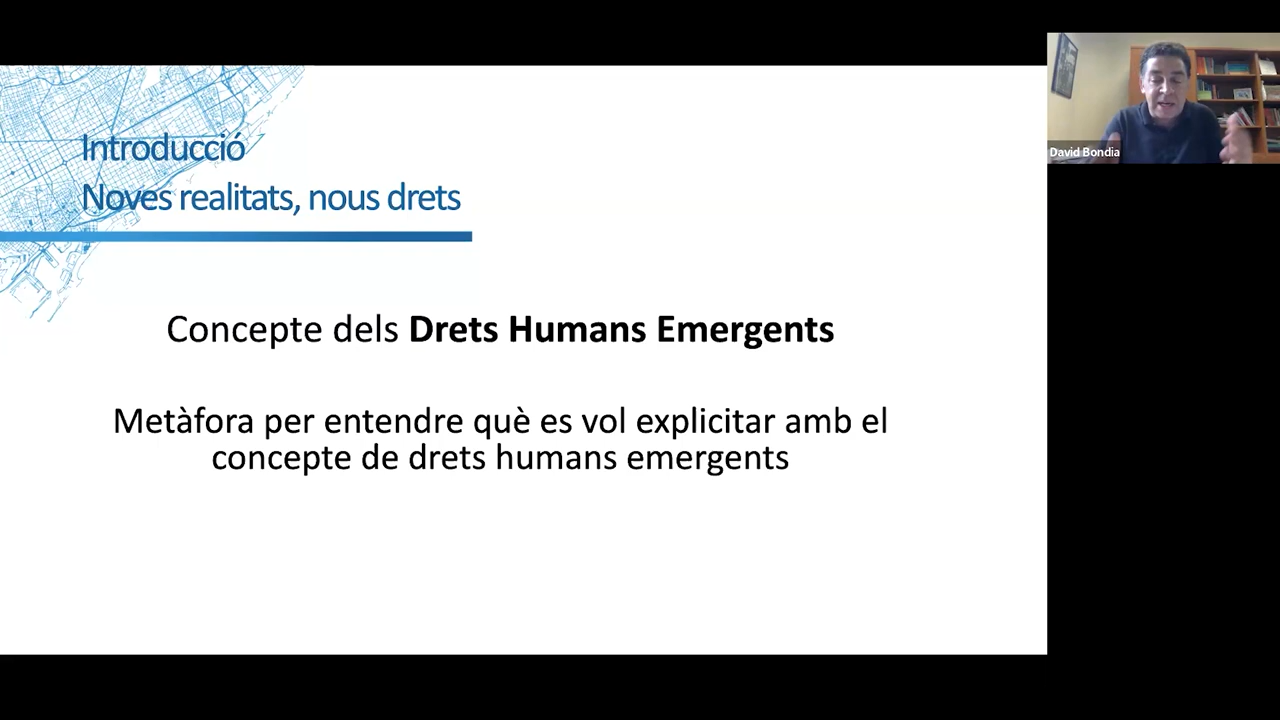 Introducció
Noves realitats, nous drets
Concepte dels Drets Humans Emergents
Metàfora per entendre què es vol explicitar amb el
concepte de drets humans emergents
David Bondia